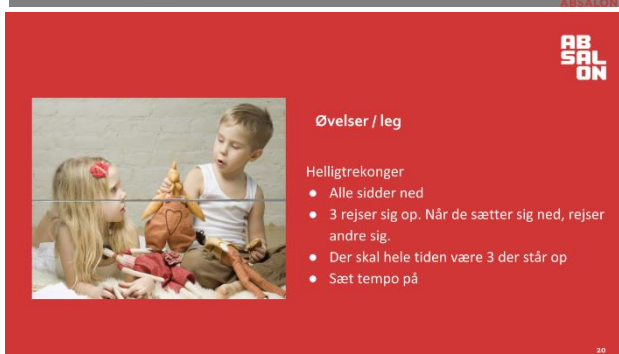 ABSALON
AB
SAL
ON
Øvelser / leg
Helligtrekonger
● Alle sidder ned
● 3 rejser sig op. Når de sætter sig ned, rejser
andre sig.
● Der skal hele tiden være 3 der står op
● Sæt tempo på
20